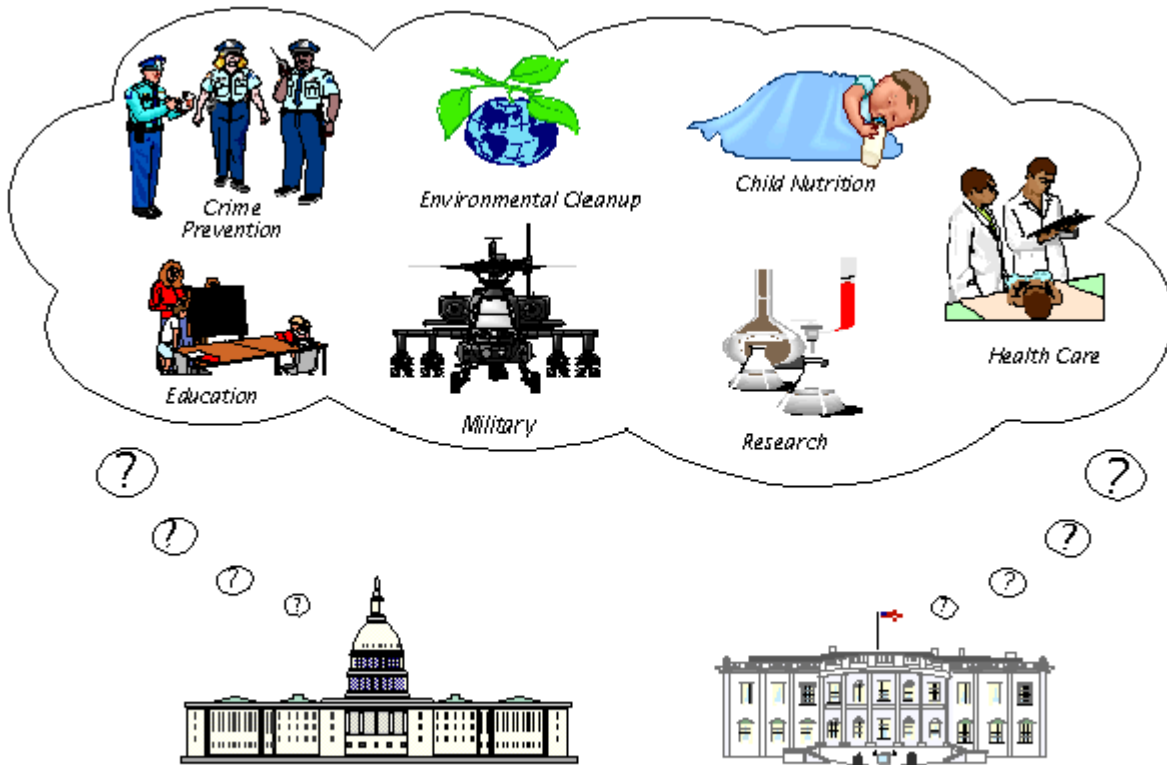 Crime
Prevention
Environmental Cleanup
Child Nutrition
Education
Military
Research
Health Care
?
?
?
?
?
?
?
?